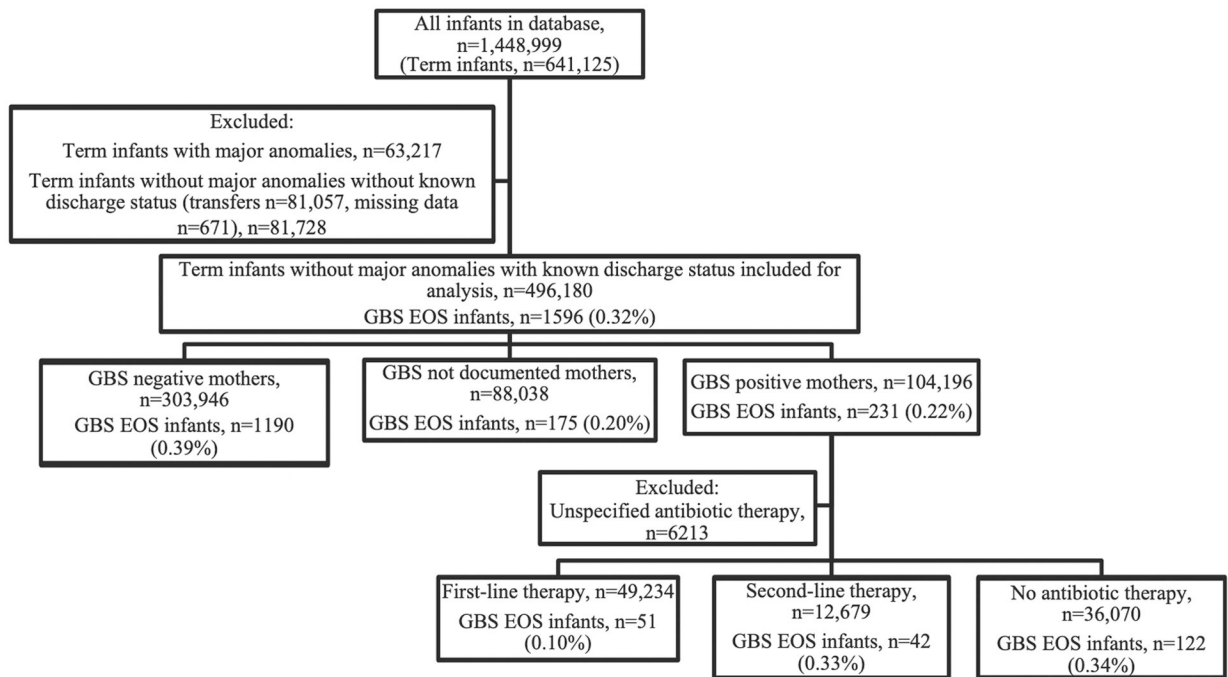 All infants in database,
n=1,448,999
(Term infants, n=641,125)
Excluded:
Term infants with major anomalies, n=63,217
Term infants without major anomalies without known
discharge status (transfers n=81,057, missing data
n=671), n=81,728
Term infants without major anomalies with known discharge status included for
analysis, n=496,180
GBS EOS infants, n=1596 (0.32%)
GBS negative mothers,
n=303,946
GBS EOS infants, n=1190
(0.39%)
GBS not documented mothers,
n=88,038
GBS EOS infants, n=175 (0.20%)
GBS positive mothers, n=104,196
GBS EOS infants, n=231 (0.22%)
Excluded:
Unspecified antibiotic therapy,
n=6213
First-line therapy, n=49,234
GBS EOS infants, n=51
(0.10%)
Second-line therapy,
n=12,679
GBS EOS infants, n=42
(0.33%)
No antibiotic therapy,
n=36,070
GBS EOS infants, n=122
(0.34%)